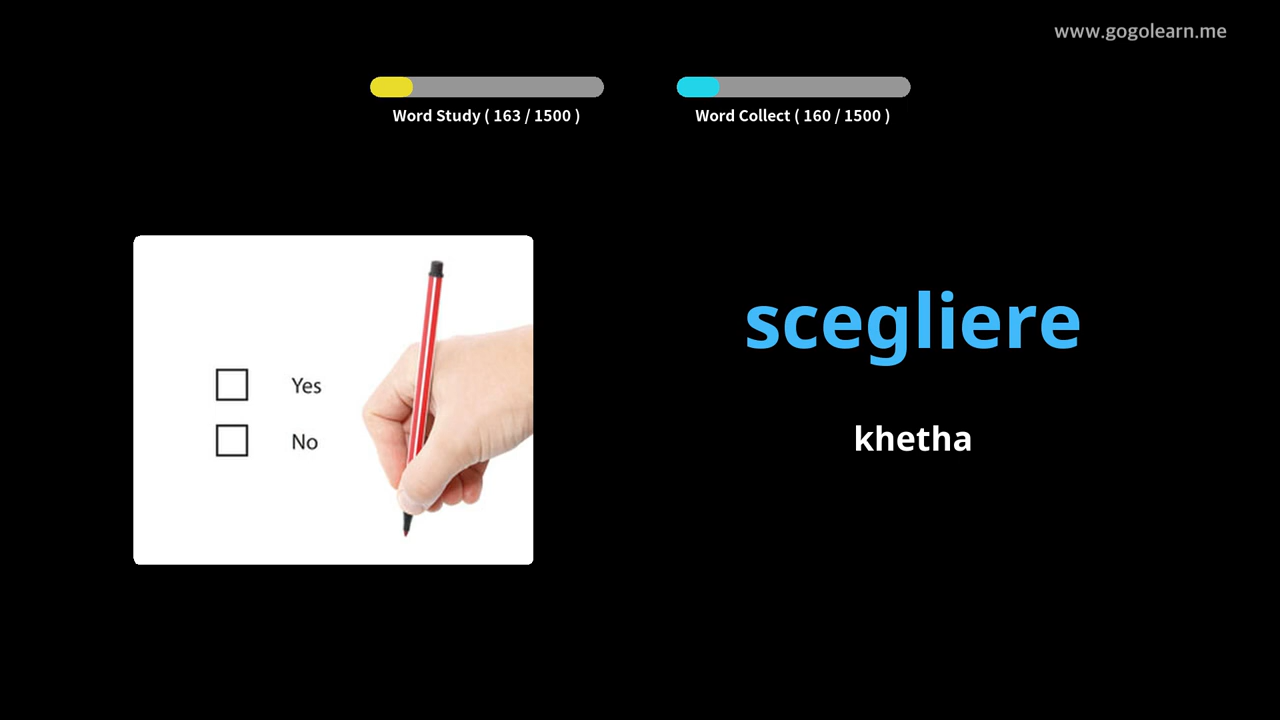 www.gogolearn.me
Word Study ( 163 / 1500 )
Word Collect ( 160 / 1500 )
Yes
No
scegliere
khetha